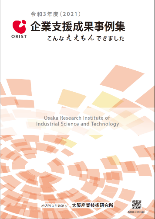 令和3年度(2021)
ORIST
企業支援成果事例集
こんなええもんできました
Osaka Research Institute of
Industrial Science and Technology
大阪産業技術研究所